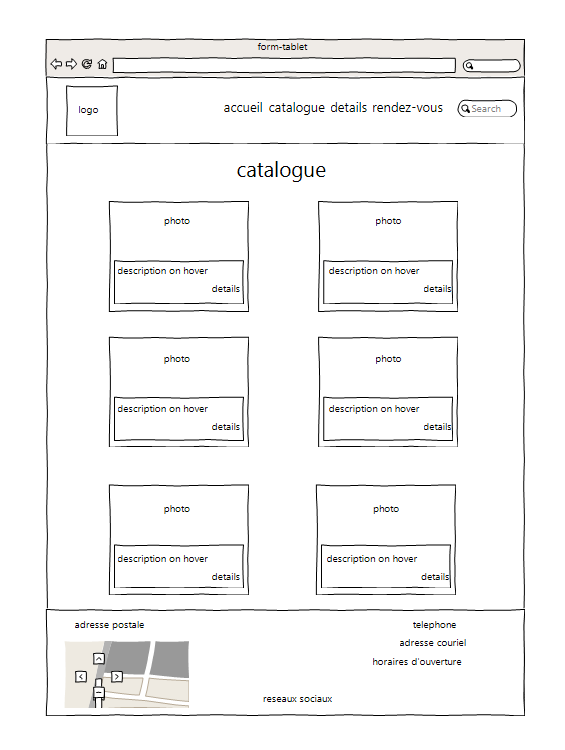 form-tablet
logo
accueil catalogue details rendez-vous
Search
catalogue
photo
photo
description on hover
details
description on hover
details
photo
photo
description on hover
details
description on hover
details
photo
photo
description on hover
details
description on hover
details
adresse postale
telephone
adresse couriel
horaires d'ouverture
reseaux sociaux